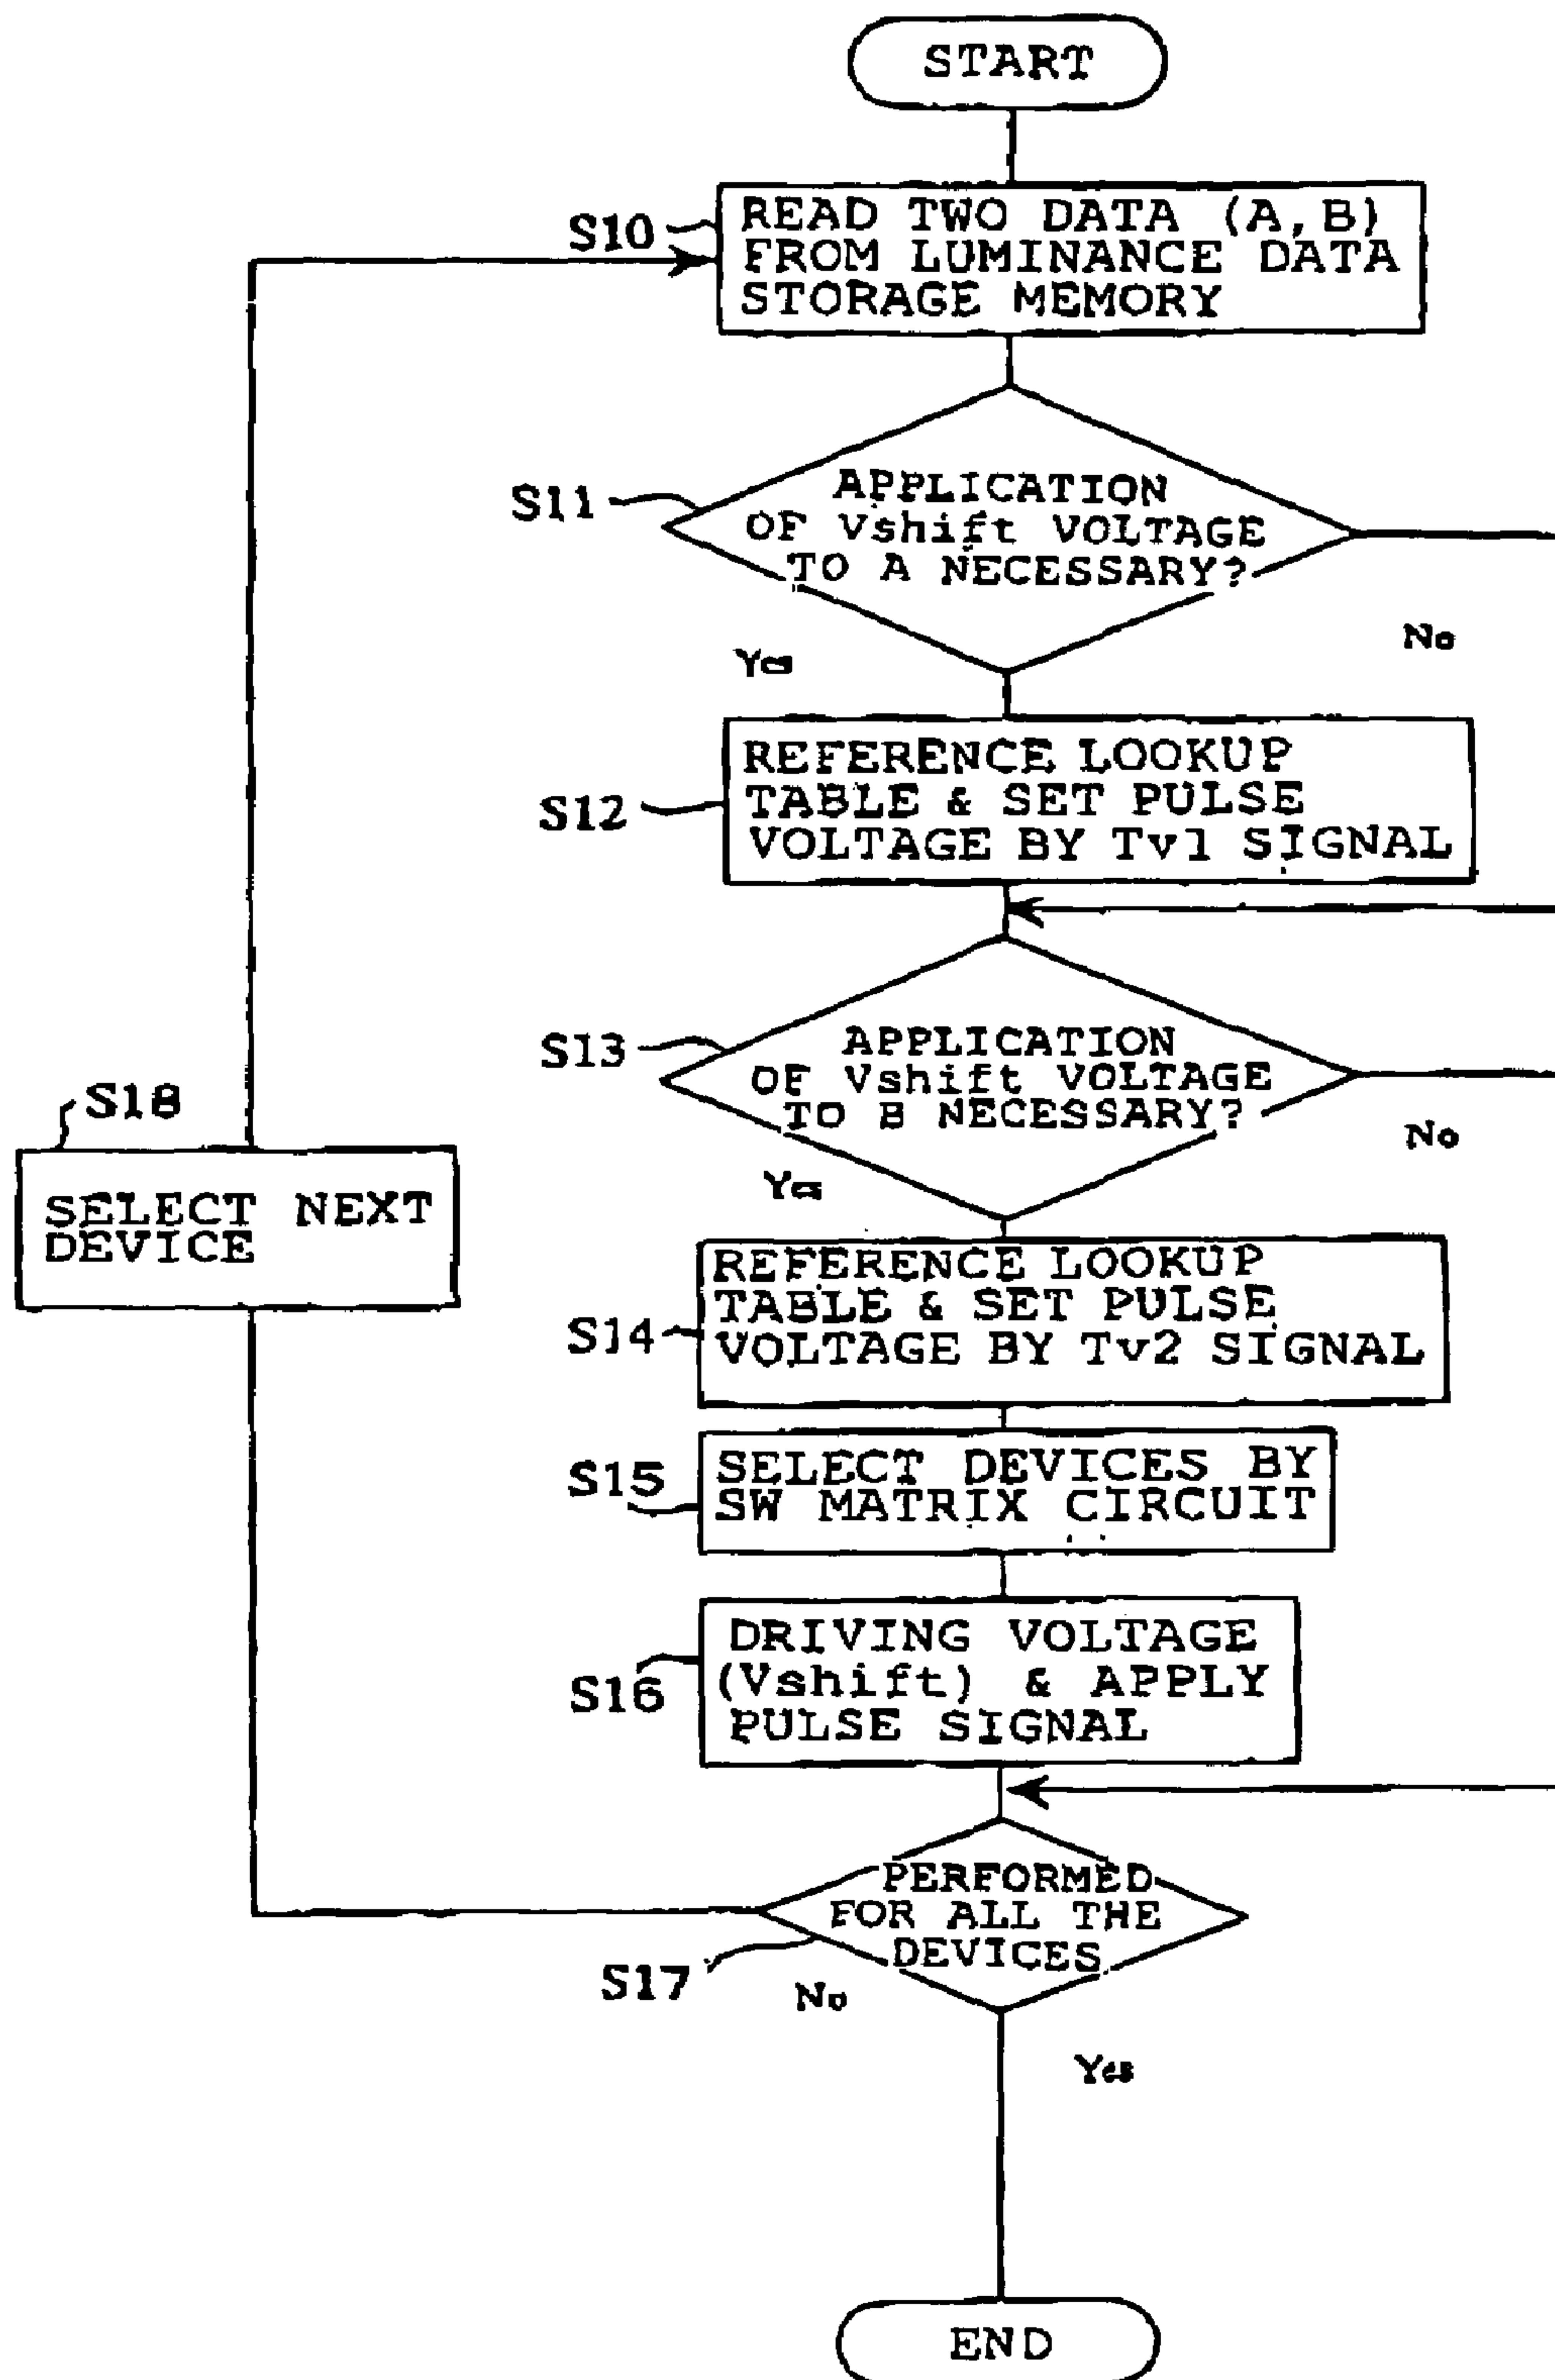 START
S10
READ TWO DATA (A,B)
FROM LUMINANCE DATA
STORAGE MEMORY
S11
APPLICATION
OF Vshift VOLTAGE
TO A NECESSARY?
No
Yes
S12
REFERENCE LOOKUP
TABLE & SET PULSE
VOLTAGE BY Tv1 SIGNAL
S13
APPLICATION
OF Vshift VOLTAGE
TO B NECESSARY?
No
Yes
S18
SELECT NEXT
DEVICE
S14
REFERENCE LOOKUP
TABLE & SET PULSE
VOLTAGE BY Tv2 SIGNAL
S15
SELECT DEVICES BY
SW MATRIX CIRCUIT
S16
DRIVING VOLTAGE
(Vshift) & APPLY
PULSE SIGNAL
S17
PERFORMED
FOR ALL THE
DEVICES
No
Yes
END